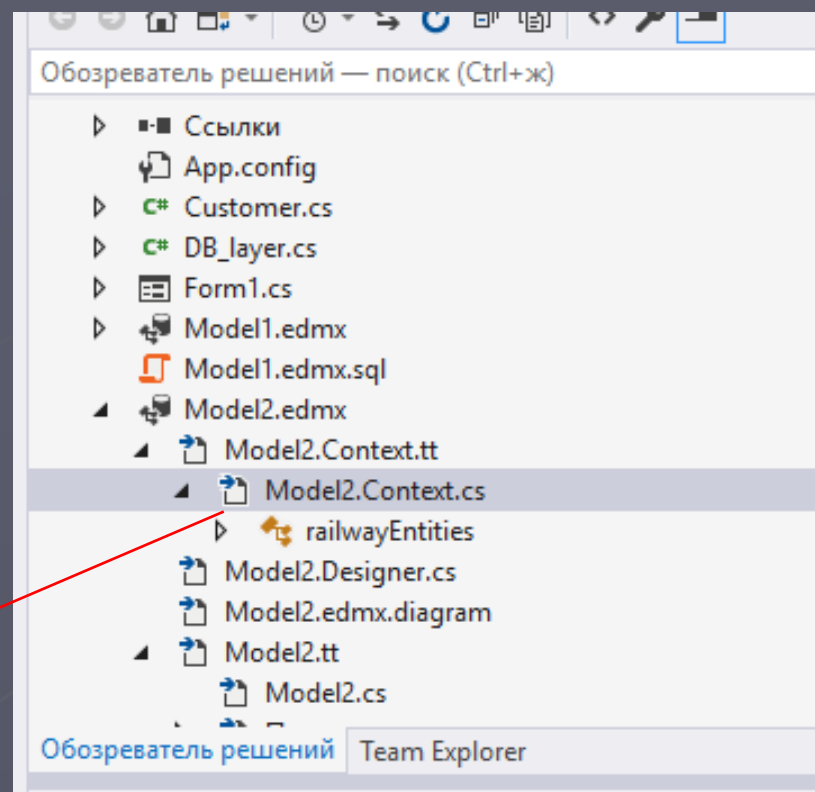 Обозреватель решений — поиск (Ctrl+ж)
Ссылки
App.config
C# Customer.cs
C# DB_layer.cs
Form1.cs
Model1.edmx
Model1.edmx.sql
Model2.edmx
Model2.Context.tt
Model2.Context.cs
railwayEntities
Model2.Designer.cs
Model2.edmx.diagram
Model2.tt
Model2.cs
Обозреватель решений Team Explorer